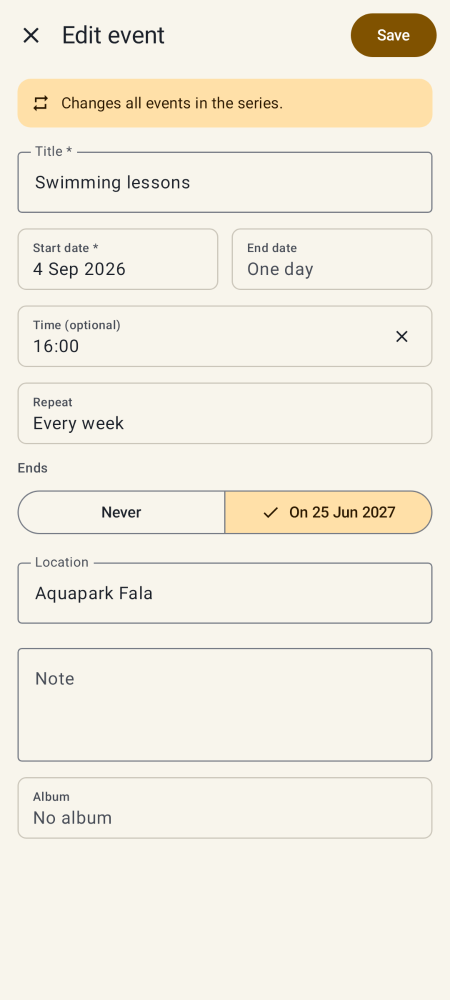 Edit event
Save
Changes all events in the series.
Title *
Swimming lessons
Start date *
4 Sep 2026
End date
One day
Time (optional)
16:00
Repeat
Every week
Ends
Never
On 25 Jun 2027
Location
Aquapark Fala
Note
Album
No album